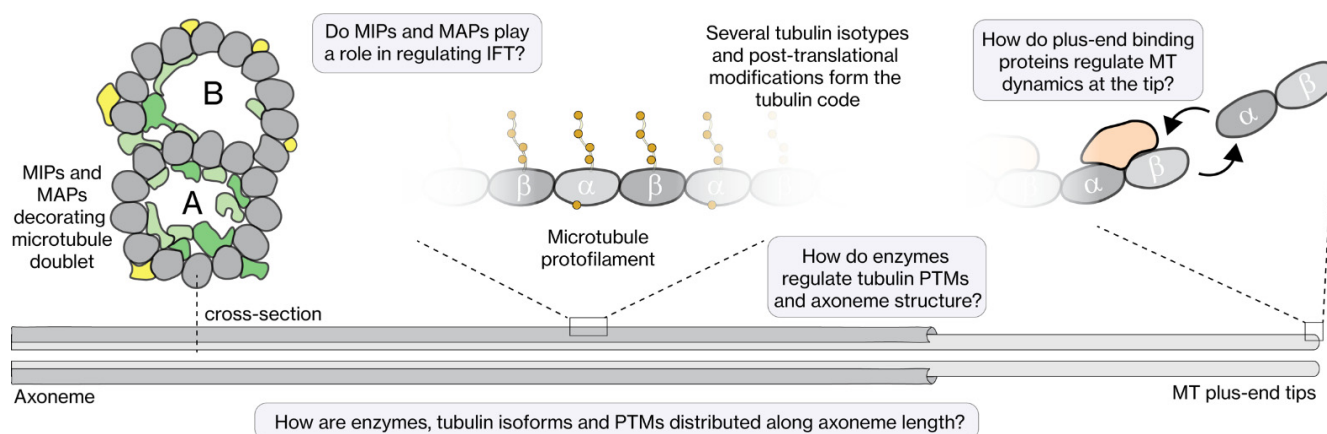 Do MIPs and MAPs play
a role in regulating IFT?
Several tubulin isotypes
and post-translational
modifications form the
tubulin code
How do plus-end binding
proteins regulate MT
dynamics at the tip?
B
A
MIPs and
MAPs
decorating
microtubule
doublet
β α β α β
α β
α β
Microtubule
protofilament
How do enzymes
regulate tubulin PTMs
and axoneme structure?
cross-section
Axoneme
MT plus-end tips
How are enzymes, tubulin isoforms and PTMs distributed along axoneme length?